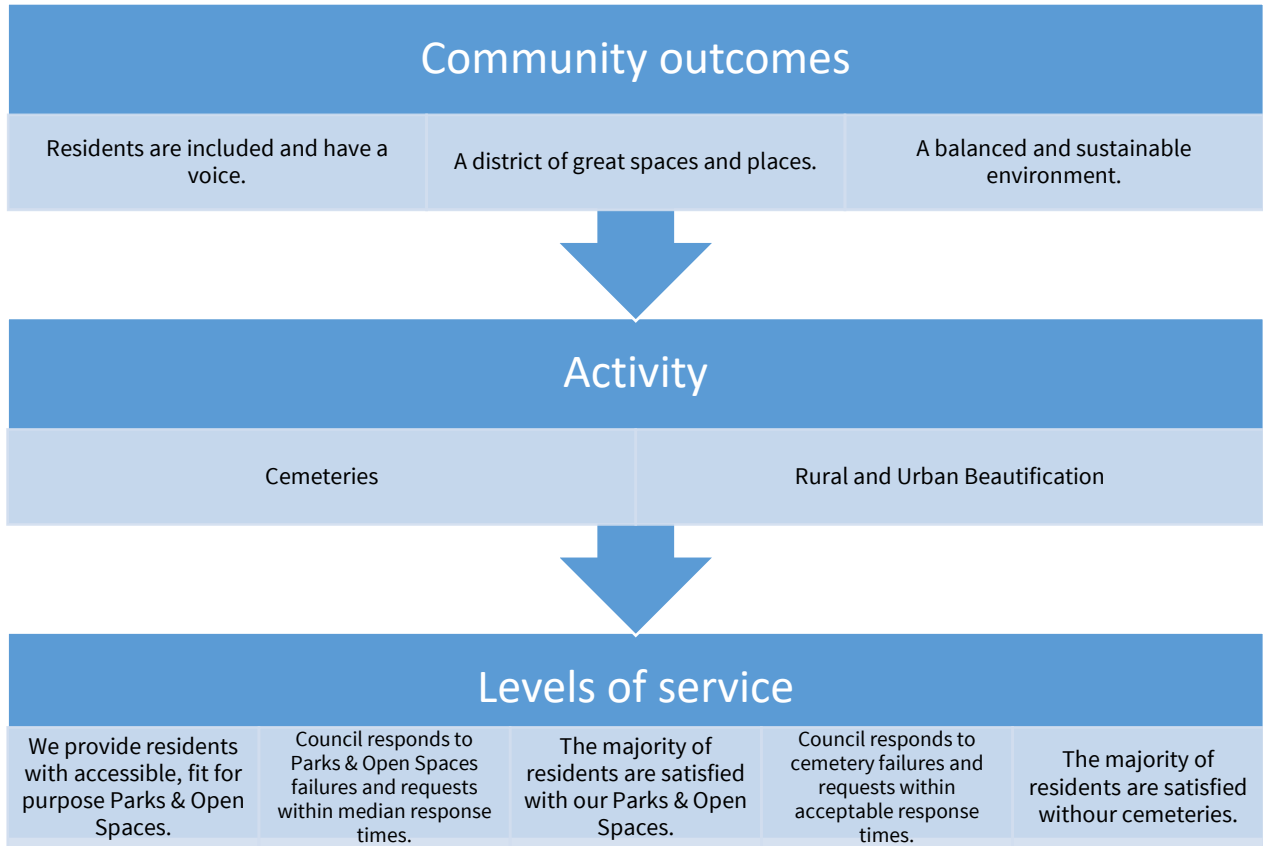 Community outcomes
Residents are included and have a
voice.
A district of great spaces and places.
A balanced and sustainable
environment.
Activity
Cemeteries
Rural and Urban Beautification
Levels of service
We provide residents
with accessible, fit for
purpose Parks & Open
Spaces.
Council responds to
Parks & Open Spaces
failures and requests
within median response
times.
The majority of
residents are satisfied
with our Parks & Open
Spaces.
Council responds to
cemetery failures and
requests within
acceptable response
times.
The majority of
residents are satisfied
withour cemeteries.